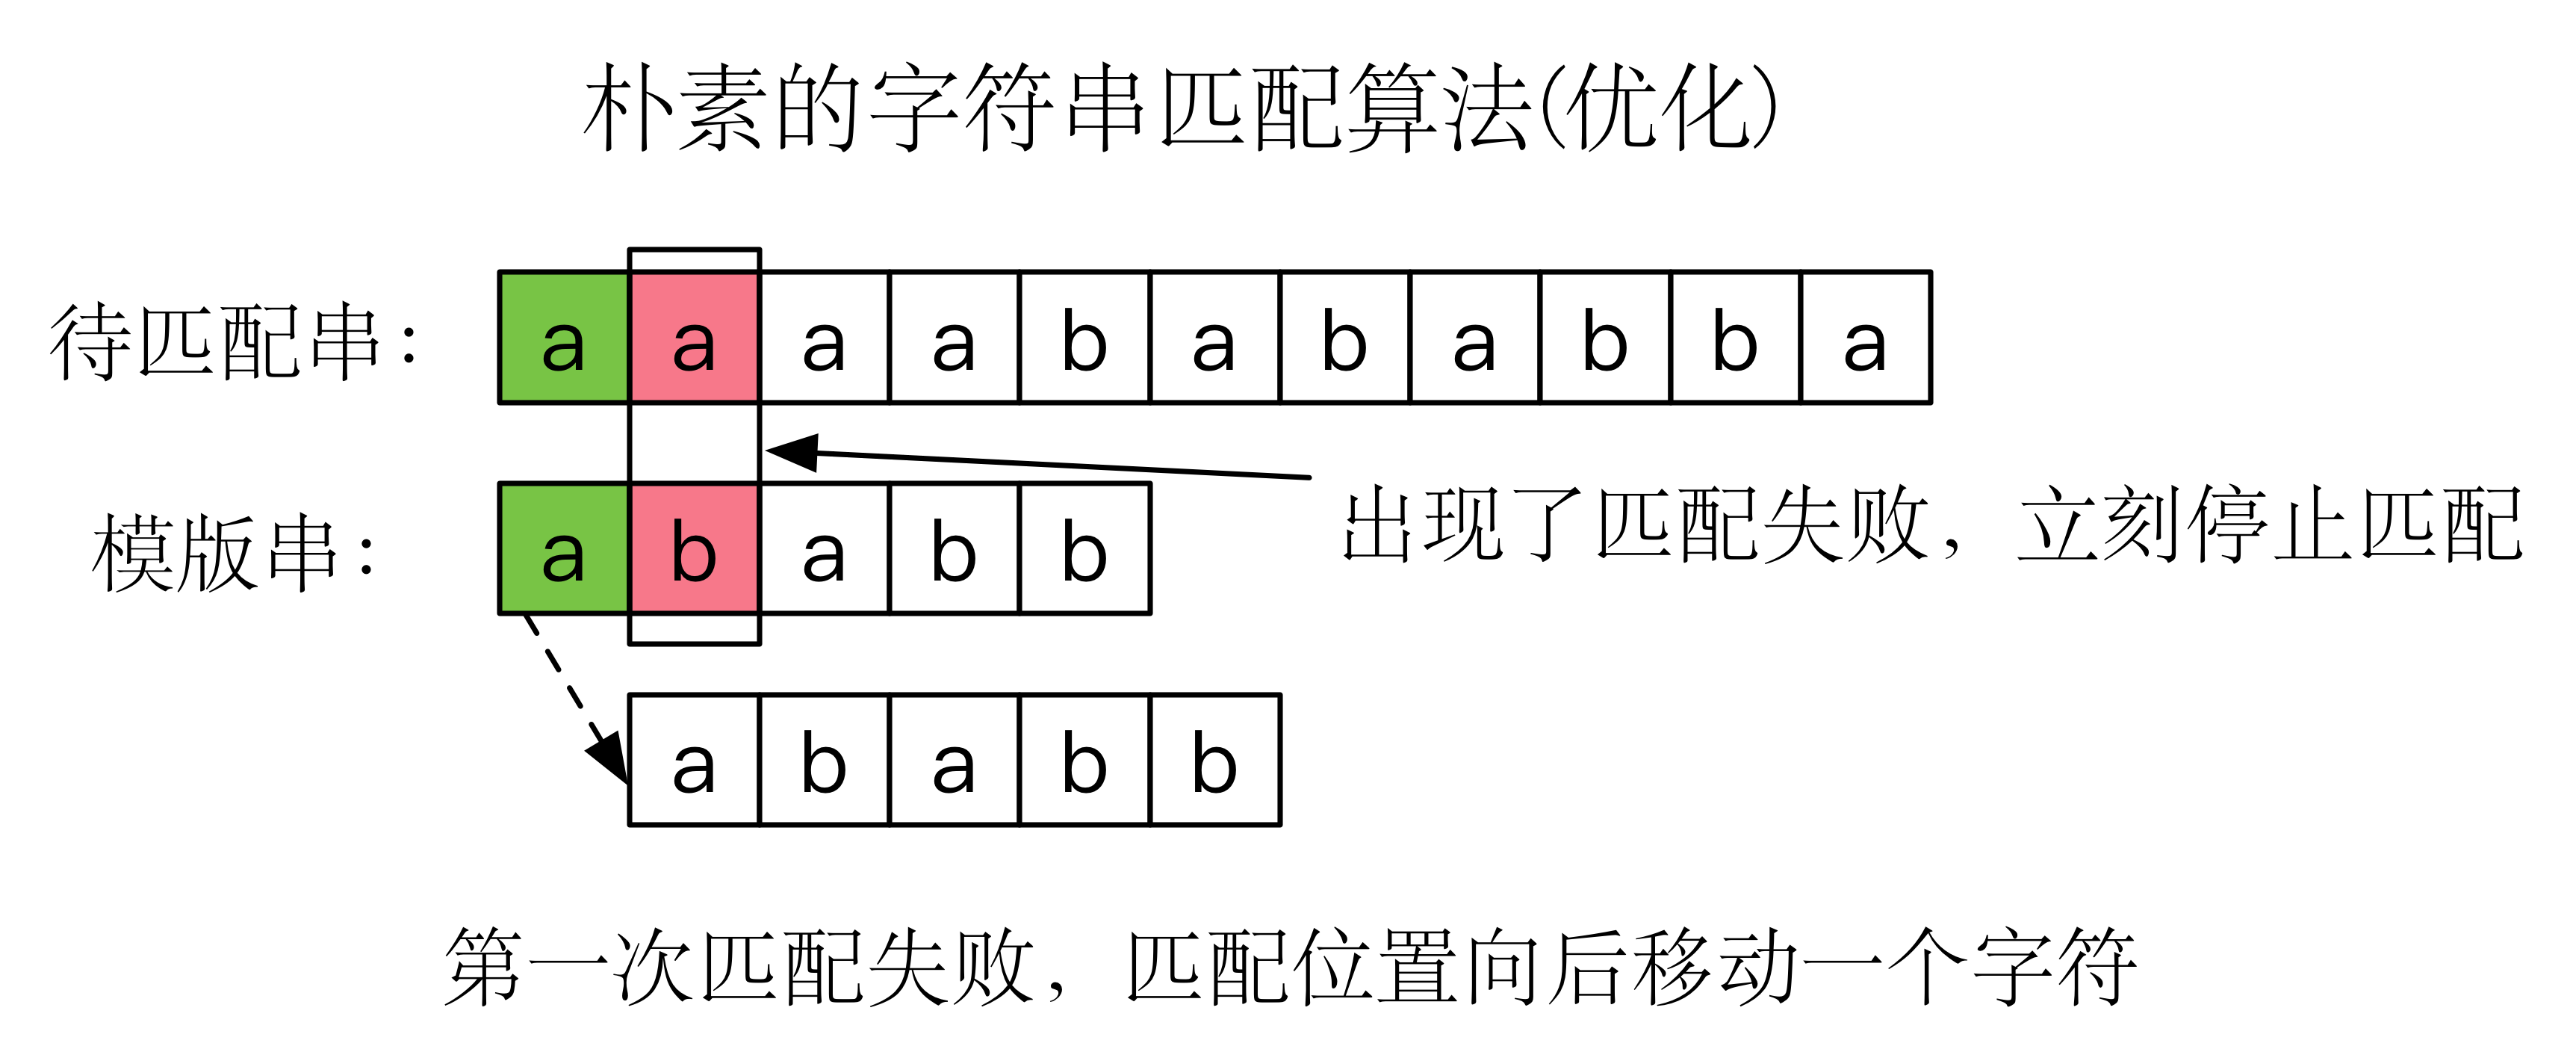 朴素的字符串匹配算法(优化)
待匹配串： a a a a b a b a b b a
模版串： a b a b b
出现了匹配失败，立刻停止匹配
a b a b b
第一次匹配失败，匹配位置向后移动一个字符